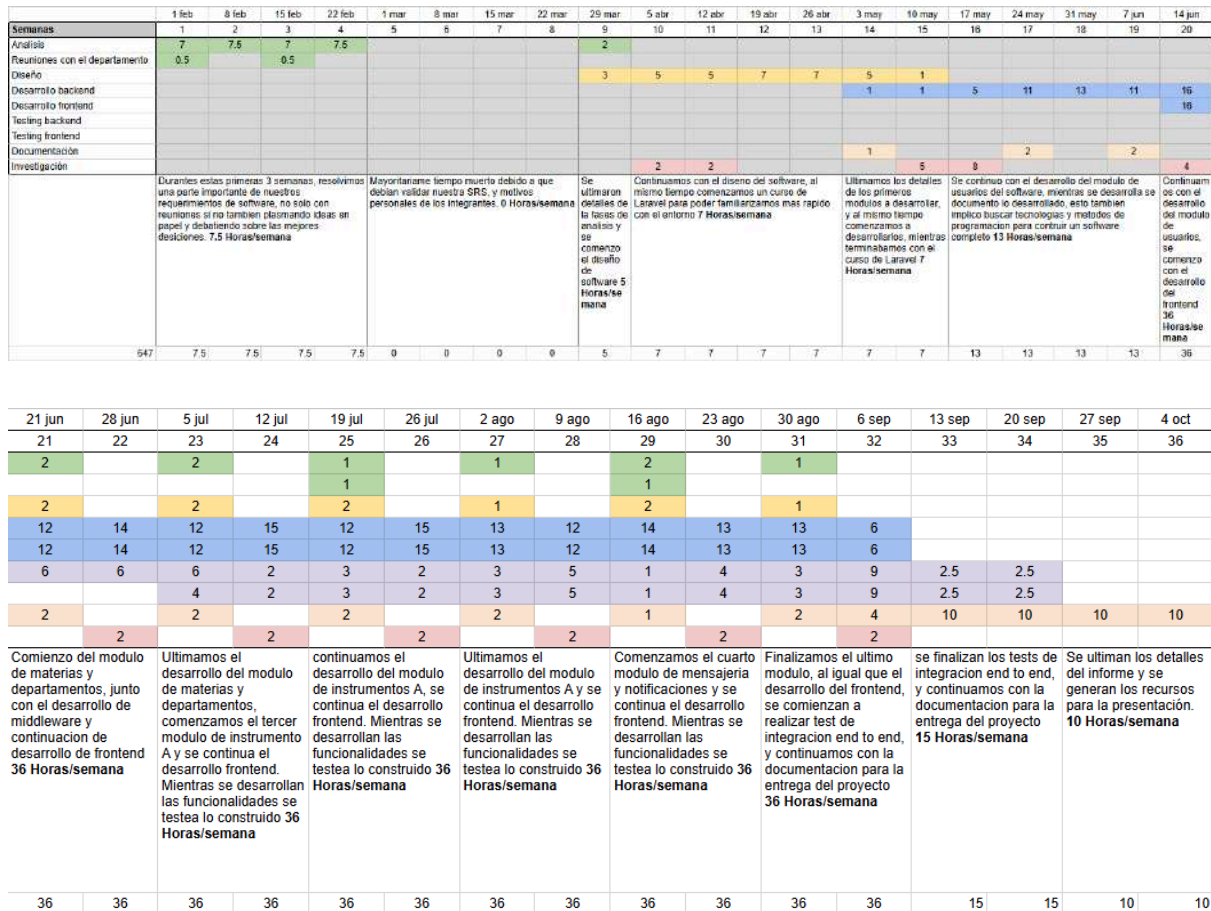 1 feb 8 feb 15 feb 22 feb 1 mar 8 mar 15 mar 22 mar 29 mar 5 abr 12 abr 19 abr 26 abr 3 may 10 may 17 may 24 may 31 may 7 jun 14 jun
Semanas 1 2 3 4 5 6 7 8 9 10 11 12 13 14 15 16 17 18 19 20
Analisis 7 7.5 7 7.5 2
Reuniones con el departamento 0.5 0.5
Diseño 3 5 5 7 7 5 1
Desarrollo backend 1 1 5 11 13 11 16
Desarrollo frontend 16
Testing backend
Testing frontend
Documentación 1 2 2
Investigación 2 2 5 8 4
Durantes estas primeras 3 semanas, resolvimos
una parte importante de nuestros
requerimientos de software, no solo con
reuniones si no tambien plasmando ideas en
papel y debatiendo sobre las mejores
desiciones. 7.5 Horas/semana
Mayoritariame tiempo muerto debido a que
debian validar nuestra SRS, y motivos
personales de los integrantes. 0 Horas/semana
Se
ultimaron
detalles de
la fases de
analisis y
se
comenzo
el diseño
de
software 5
Horas/se
mana
Continuamos con el diseno del software, al
mismo tiempo comenzamos un curso de
Laravel para poder familiarizarnos mas rapido
con el entorno 7 Horas/semana
Ultimamos los detalles
de los primeros
modulos a desarrollar,
y al mismo tiempo
comenzamos a
desarrollarlos, mientras
terminabamos con el
curso de Laravel 7
Horas/semana
Se continuo con el desarrollo del modulo de
usuarios del software, mientras se desarrolla se
documento lo desarrollado, esto tambien
implico buscar tecnologias y metodos de
programacion para contruir un software
completo 13 Horas/semana
Continuam
os con el
desarrollo
del modulo
de
usuarios,
se
comenzo
con el
desarrollo
del
frontend
36
Horas/se
mana
647 7.5 7.5 7.5 7.5 0 0 0 0 5 7 7 7 7 7 7 13 13 13 13 36
21 jun 28 jun 5 jul 12 jul 19 jul 26 jul 2 ago 9 ago 16 ago 23 ago 30 ago 6 sep 13 sep 20 sep 27 sep 4 oct
21 22 23 24 25 26 27 28 29 30 31 32 33 34 35 36
2 2 1 1 2 1
1 1
2 2 2 1 2 1
12 14 12 15 12 15 13 12 14 13 13 6
12 14 12 15 12 15 13 12 14 13 13 6
6 6 6 2 3 2 3 5 1 4 3 9 2.5 2.5
4 2 3 2 3 5 1 4 3 9 2.5 2.5
2 2 2 2 1 2 4 10 10 10 10
2 2 2 2 2 2
Comienzo del modulo
de materias y
departamentos, junto
con el desarrollo de
middleware y
continuacion de
desarrollo de frontend
36 Horas/semana
Ultimamos el
desarrollo del modulo
de materias y
departamentos,
comenzamos el tercer
modulo de instrumento
A y se continua el
desarrollo frontend.
Mientras se desarrollan
las funcionalidades se
testea lo construido 36
Horas/semana
continuamos el
desarrollo del modulo
de instrumentos A, se
continua el desarrollo
frontend. Mientras se
desarrollan las
funcionalidades se
testea lo construido 36
Horas/semana
Ultimamos el
desarrollo del modulo
de instrumentos A y se
continua el desarrollo
frontend. Mientras se
desarrollan las
funcionalidades se
testea lo construido 36
Horas/semana
Comenzamos el cuarto
modulo de mensajeria
y notificaciones y se
continua el desarrollo
frontend. Mientras se
desarrollan las
funcionalidades se
testea lo construido 36
Horas/semana
Finalizamos el ultimo
modulo, al igual que el
desarrollo del frontend,
se comienzan a
realizar test de
integracion end to end,
y continuamos con la
documentacion para la
entrega del proyecto
36 Horas/semana
se finalizan los tests de
integracion end to end,
y continuamos con la
documentacion para la
entrega del proyecto
15 Horas/semana
Se ultiman los detalles
del informe y se
generan los recursos
para la presentación.
10 Horas/semana
36 36 36 36 36 36 36 36 36 36 36 36 15 15 10 10